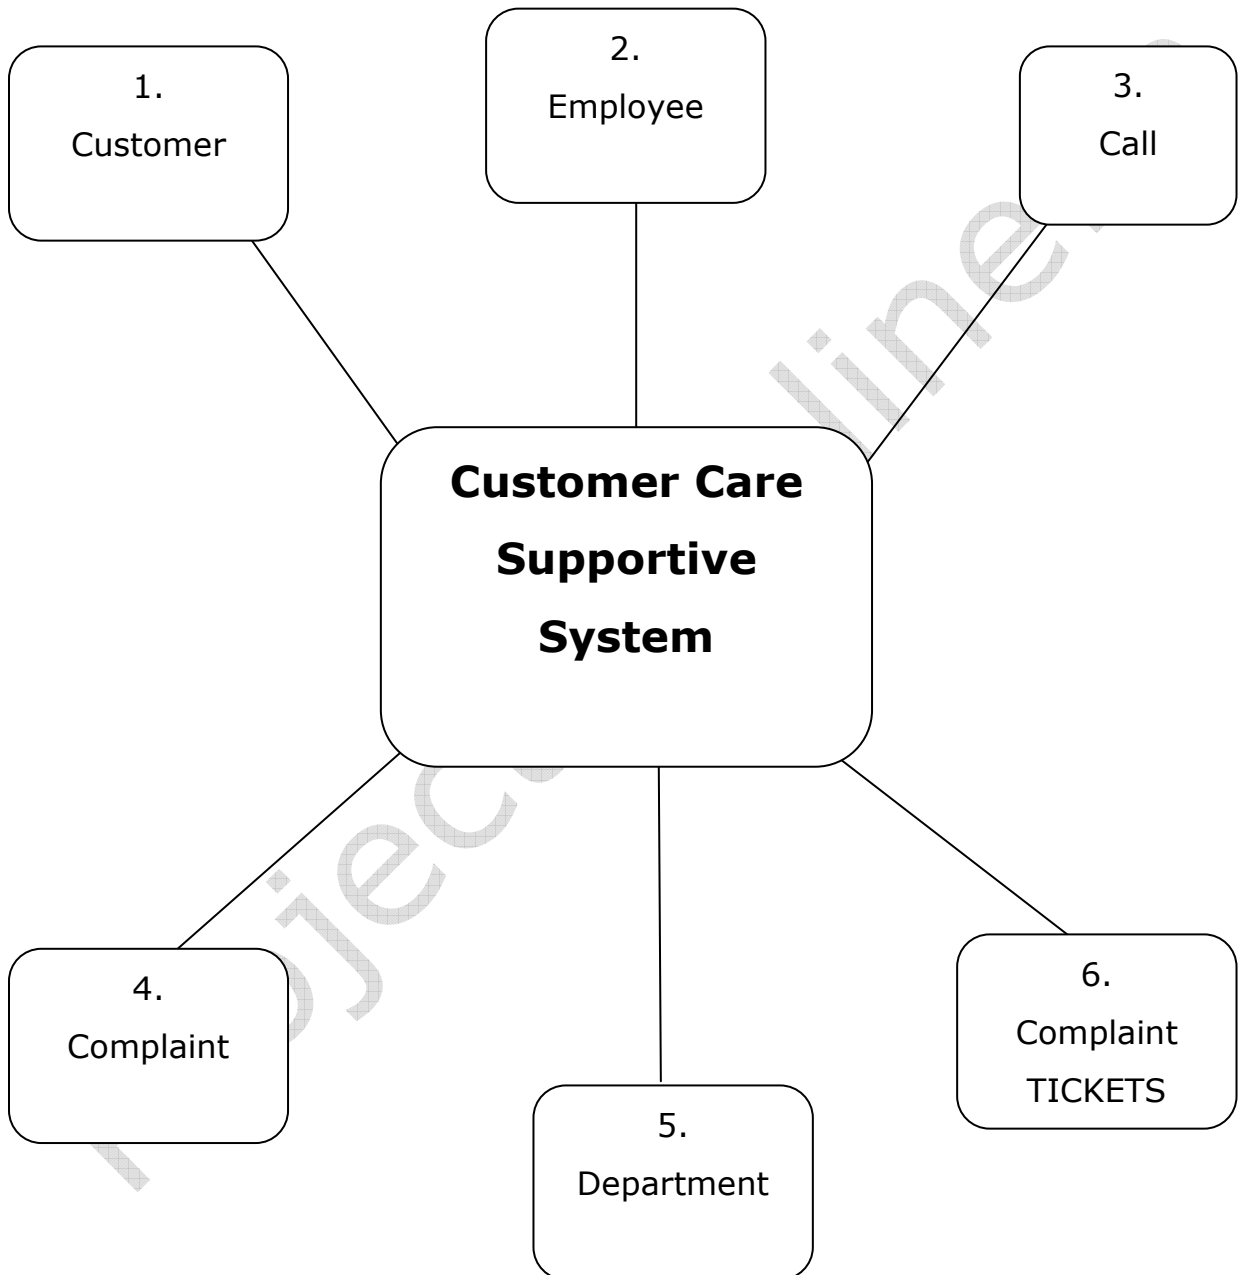 1.
Customer
2.
Employee
3.
Call
Customer Care
Supportive
System
4.
Complaint
5.
Department
6.
Complaint
TICKETS